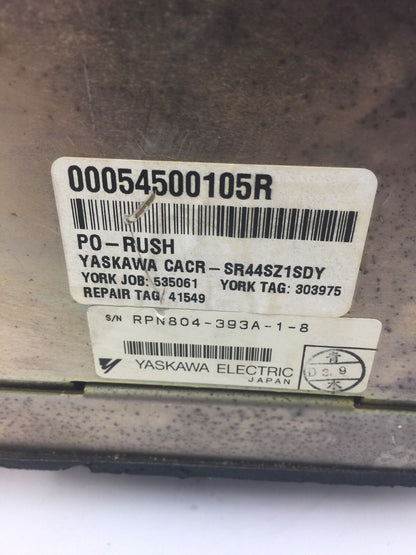 00054500105R
PO-RUSH
YASKAWA CACR-SR44SZ1SDY
YORK JOB: 535061 YORK TAG: 303975
REPAIR TAG: 41549
S/N RPN804-393A-1-8
YASKAWA ELECTRIC
JAPAN